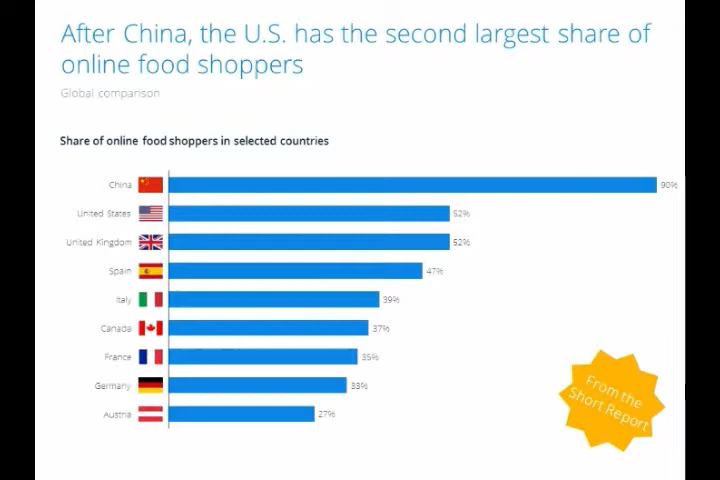 After China, the U.S. has the second largest share of
online food shoppers
Global comparison
Share of online food shoppers in selected countries
China 90%
United States 52%
United Kingdom 52%
Spain 47%
Italy 39%
Canada 37%
France 35%
Germany 33%
Austria 27%
From the
Short Report